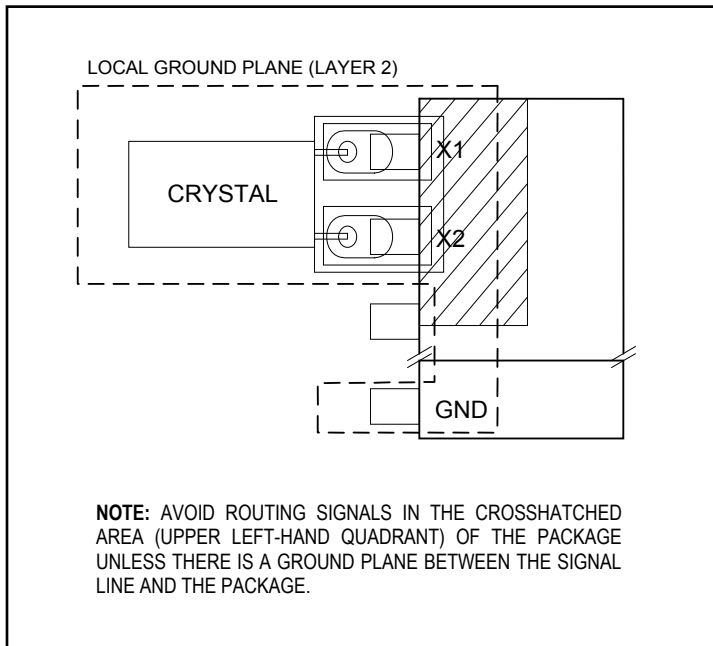 LOCAL GROUND PLANE (LAYER 2)
X1
CRYSTAL
X2
GND
NOTE: AVOID ROUTING SIGNALS IN THE CROSSHATCHED
AREA (UPPER LEFT-HAND QUADRANT) OF THE PACKAGE
UNLESS THERE IS A GROUND PLANE BETWEEN THE SIGNAL
LINE AND THE PACKAGE.